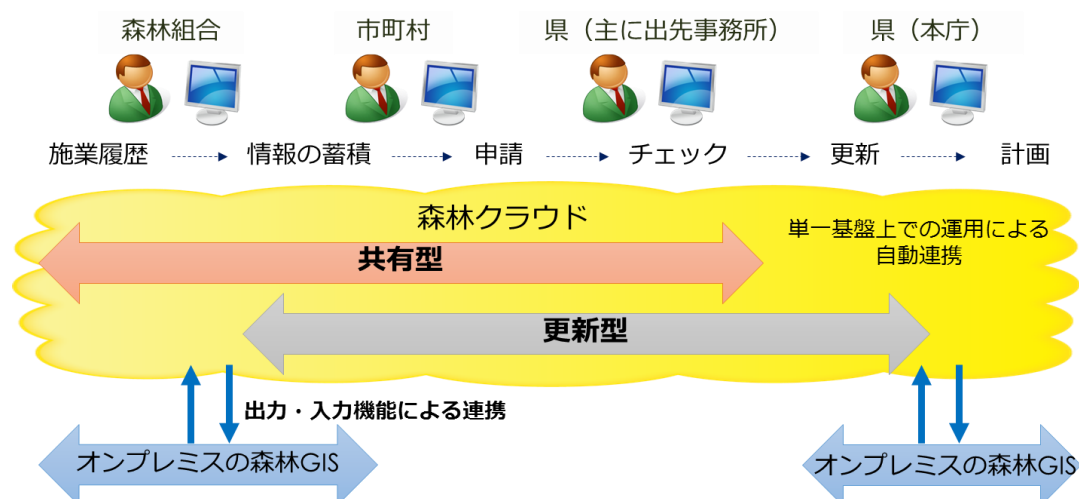 森林組合
市町村
県（主に出先事務所）
県（本庁）
施業履歴
情報の蓄積
申請
チェック
更新
計画
森林クラウド
単一基盤上での運用による
自動連携
共有型
更新型
出力・入力機能による連携
オンプレミスの森林GIS
オンプレミスの森林GIS